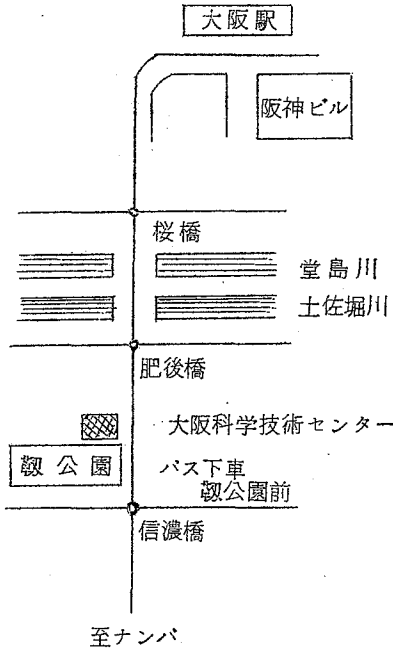 大阪駅
阪神ビル
桜橋
堂島川
土佐堀川
肥後橋
大阪科学技術センター
靱公園
バス下車
靱公園前
信濃橋
至ナンバ